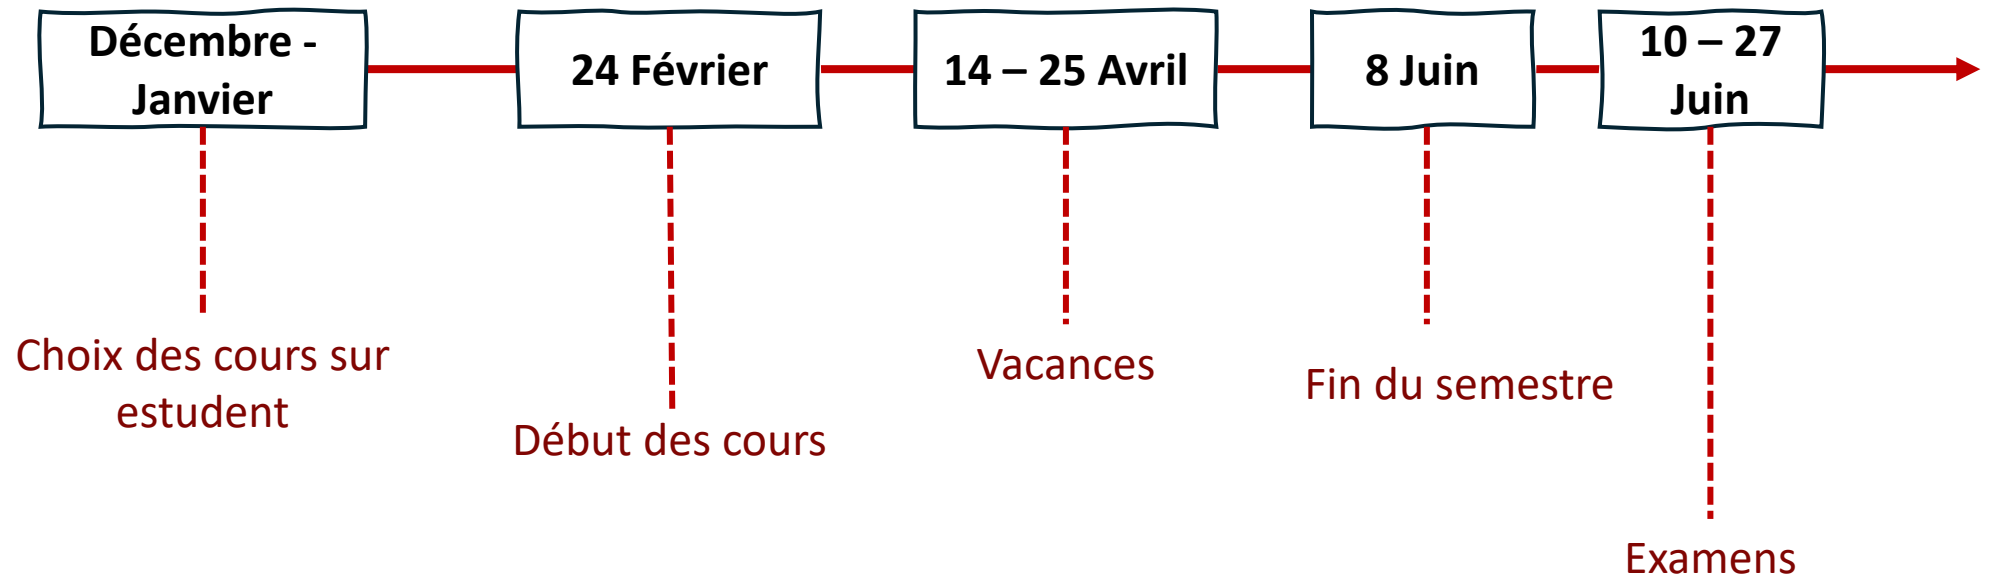 Décembre -
Janvier
24 Février
14 – 25 Avril
8 Juin
10 – 27
Juin
Choix des cours sur
estudent
Début des cours
Vacances
Fin du semestre
Examens